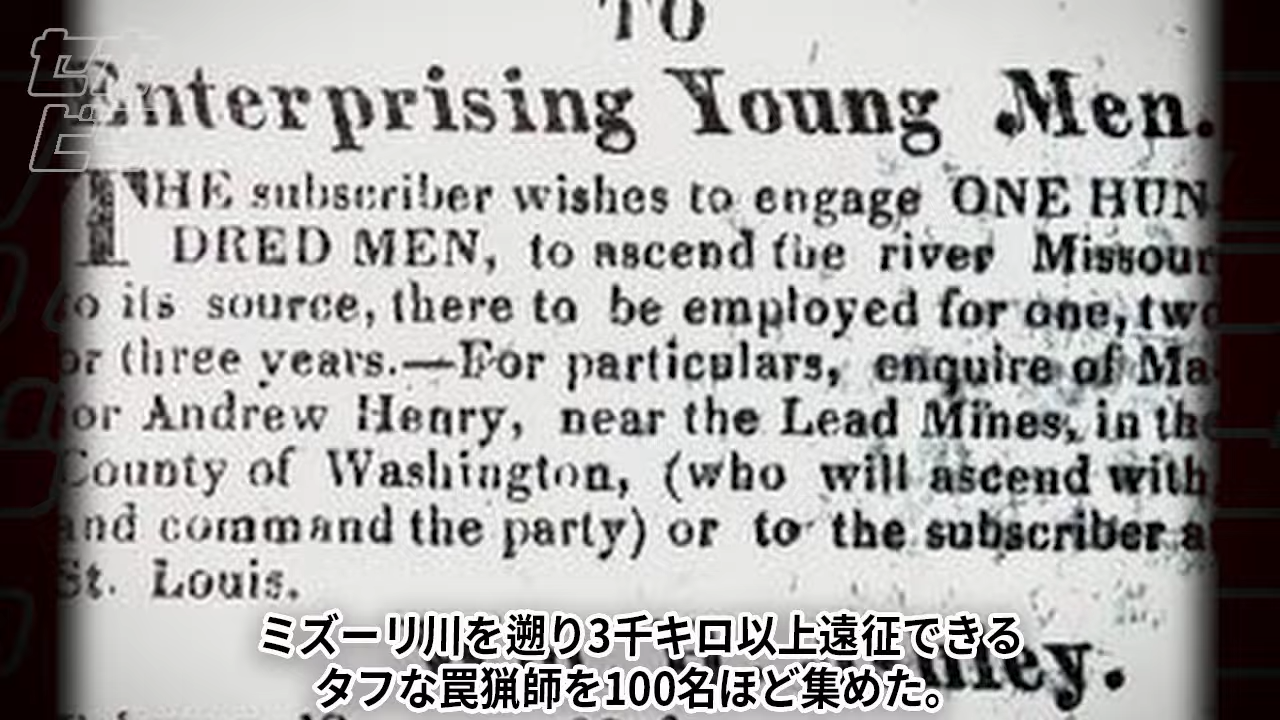 TO
Enterprising Young Men.
THE subscriber wishes to engage ONE HUN
DRED MEN, to ascend the river Missour
to its source, there to be employed for one, two
or three years.—For particulars, enquire of Ma
jor Andrew Henry, near the Lead Mines, in the
County of Washington, (who will ascend with
and command the party) or to the subscriber a
St. Louis.
ミズーリ川を遡り3千キロ以上遠征できる
タフな罠猟師を100名ほど集めた。